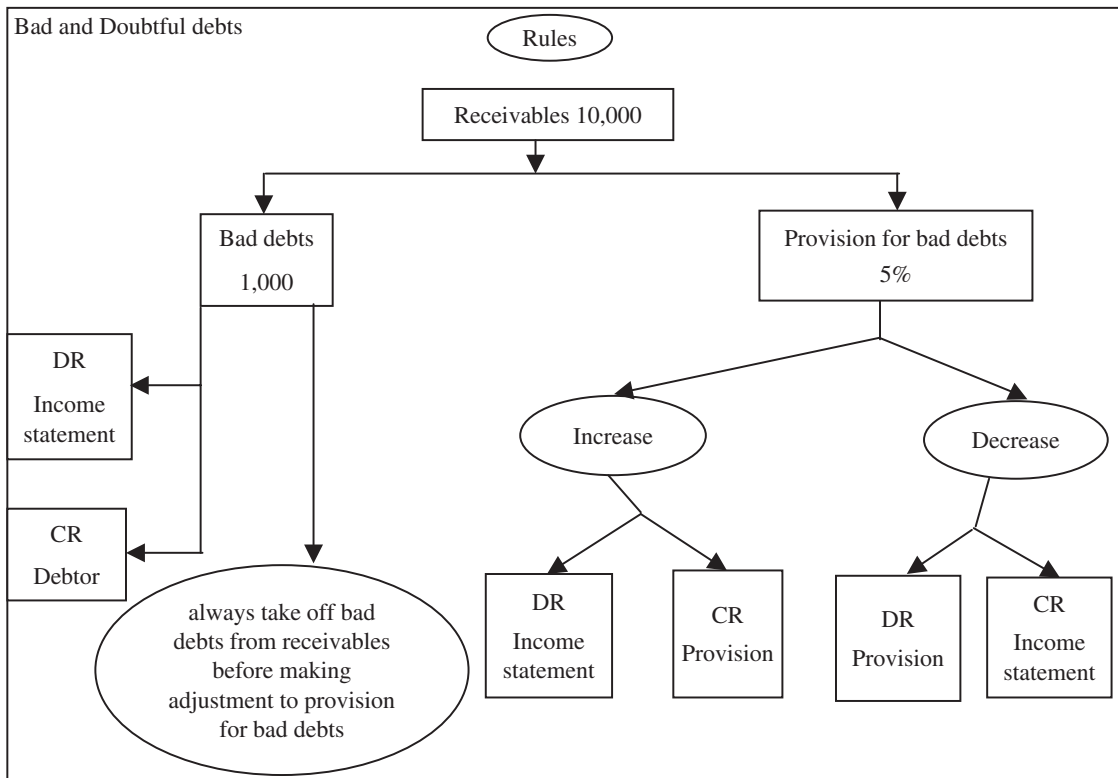 Bad and Doubtful debts
Rules
Receivables 10,000
Bad debts
1,000
Provision for bad debts
5%
DR
Income
statement
CR
Debtor
always take off bad
debts from receivables
before making
adjustment to provision
for bad debts
Increase
Decrease
DR
Income
statement
CR
Provision
DR
Provision
CR
Income
statement